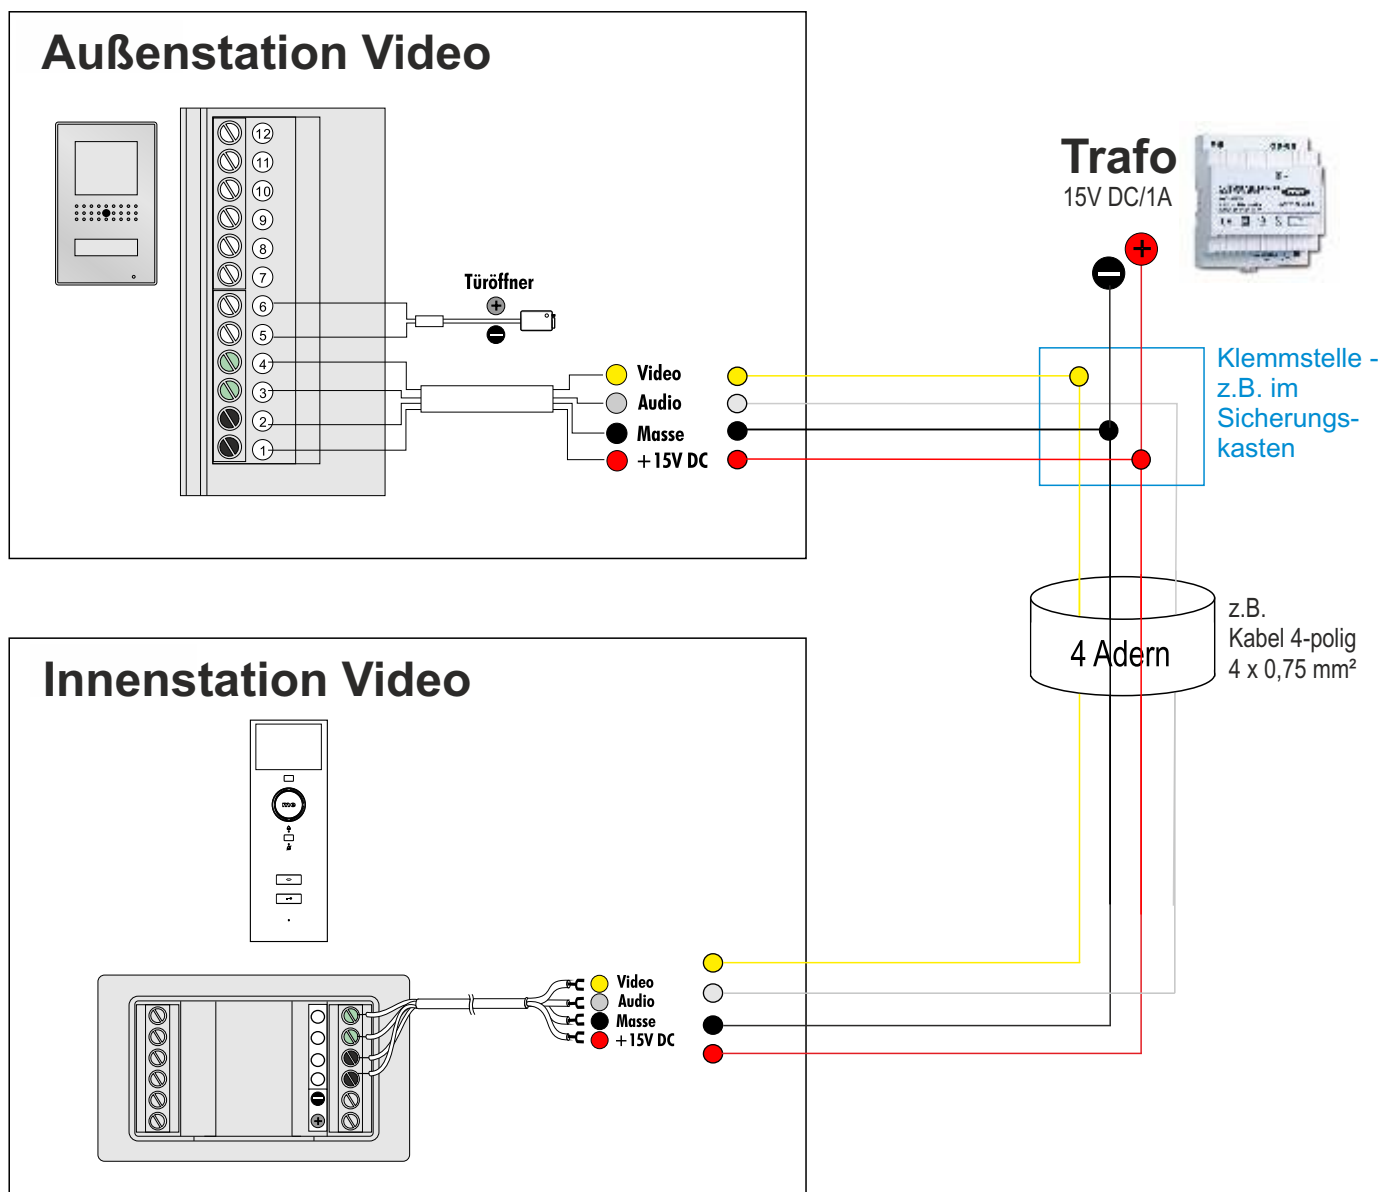 Außenstation Video
12
11
10
9
8
7
6
5
4
3
2
1
Türöffner
Video
Audio
Masse
+15V DC
Trafo
15V DC/1A
Klemmstelle -
z.B. im
Sicherungs-
kasten
4 Adern
z.B.
Kabel 4-polig
4 x 0,75 mm²
Innenstation Video
me
Video
Audio
Masse
+15V DC